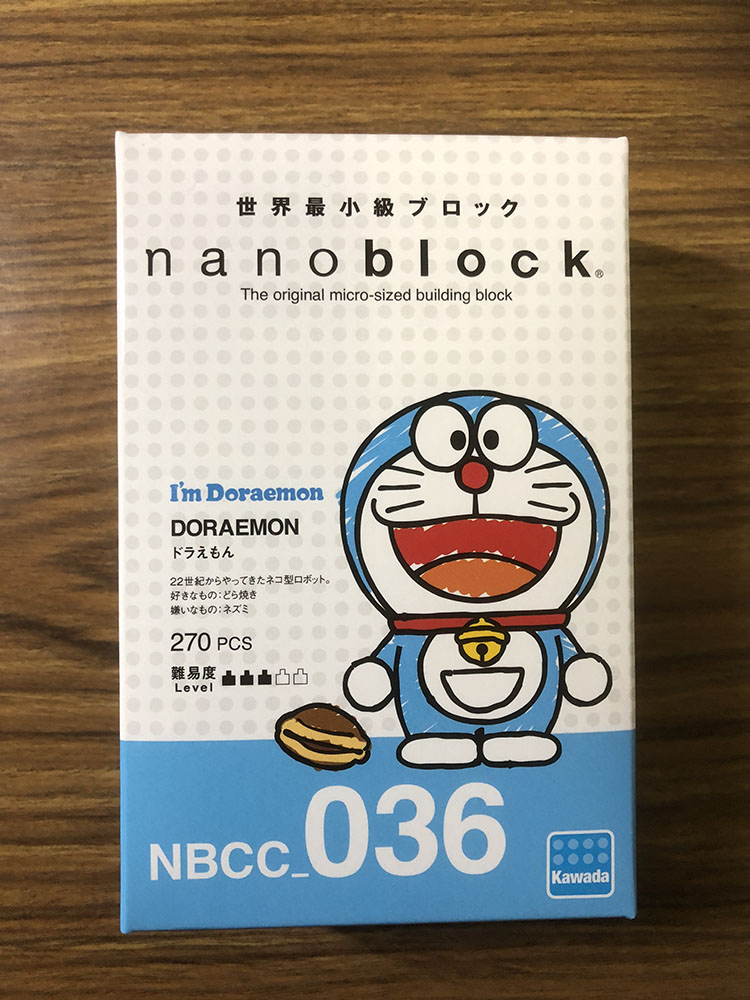 世界最小級ブロック
nanoblock®
The original micro-sized building block
I'm Doraemon
DORAEMON
ドラえもん
22世紀からやってきたネコ型ロボット。
好きなもの:どら焼き
嫌いなもの:ネズミ
270 PCS
難易度
Level
NBCC_036
Kawada